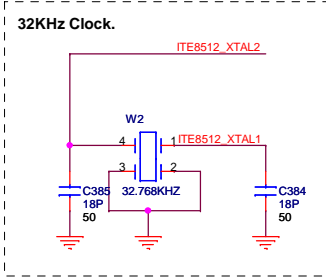 32KHz Clock.
ITE8512_XTAL2
W2
4
1
ITE8512_XTAL1
3
2
C385
18P
50
32.768KHZ
C384
18P
50